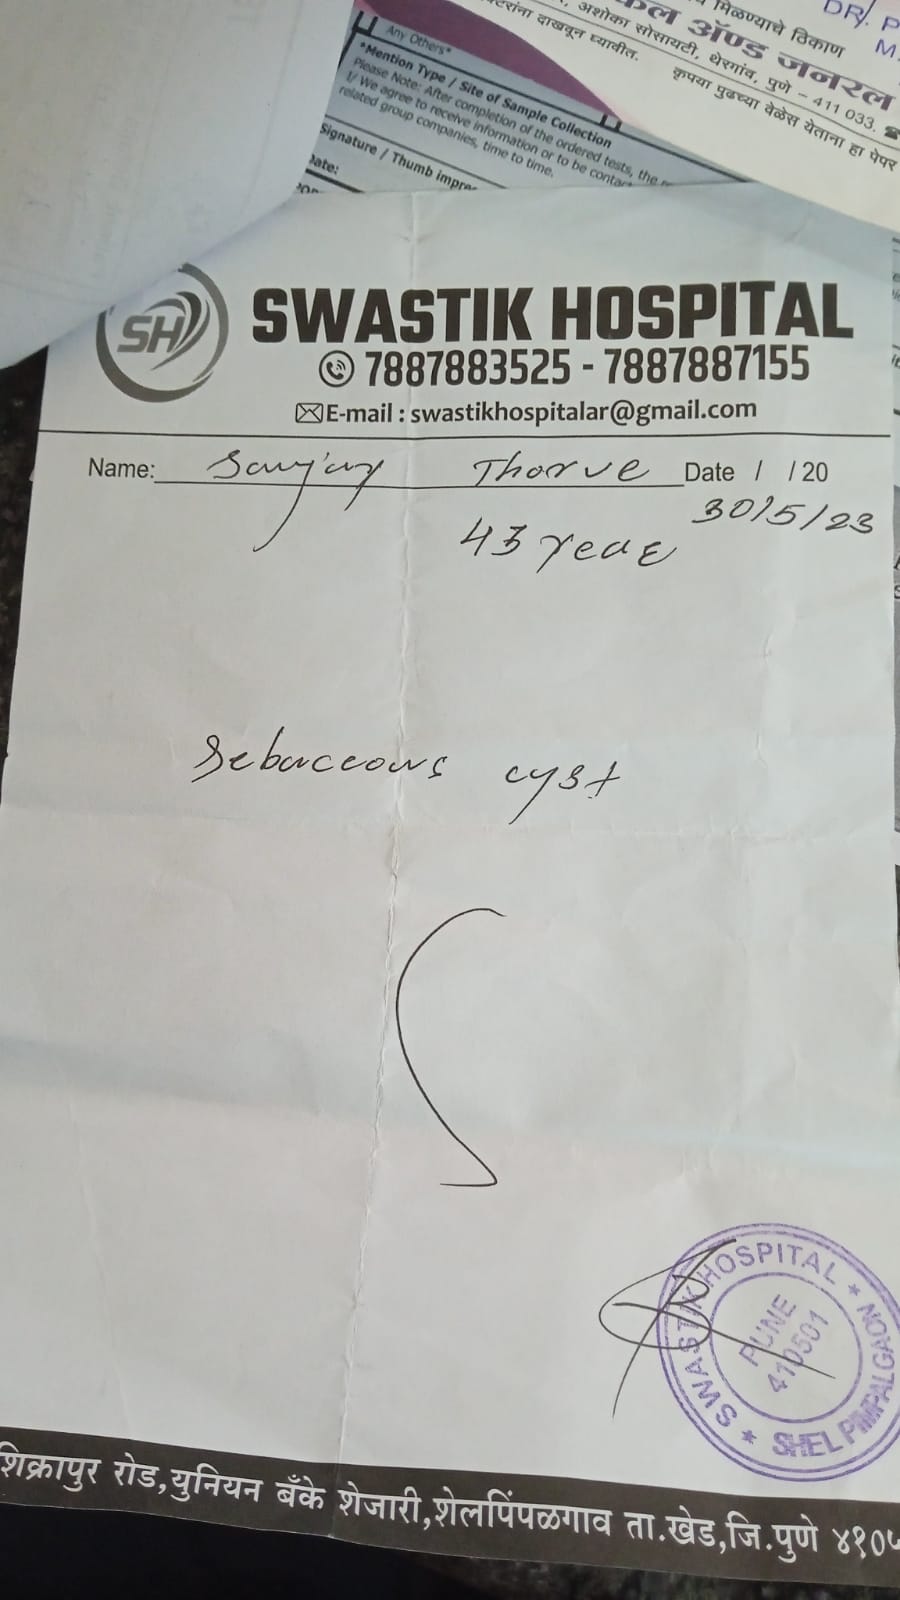 मिळण्याचे ठिकाण
DR. P
M.
अशोका सोसायटी, थेरगांव, पुणे – 411 033. ☎
दाखवून घ्यावीत.
ॲण्ड जनरल
कृपया पुढच्या वेळेस येताना हा पेपर
Any Others*
*Mention Type / Site of Sample Collection
Please Note: After completion of the ordered tests, the
I/ We agree to receive information or to be contac
related group companies, time to time.
Signature / Thumb impre
Date:
SH
SWASTIK HOSPITAL
7887883525 - 7887887155
E-mail : swastikhospitalar@gmail.com
Name: Sanjay Thorve Date / /20
30/5/23
43 year
Sebaceous cyst
SWASTIK HOSPITAL * SHEL PIMPALGAON *
PUNE
410501
शिक्रापुर रोड,युनियन बँके शेजारी,शेलपिंपळगाव ता.खेड,जि.पुणे ४१०५